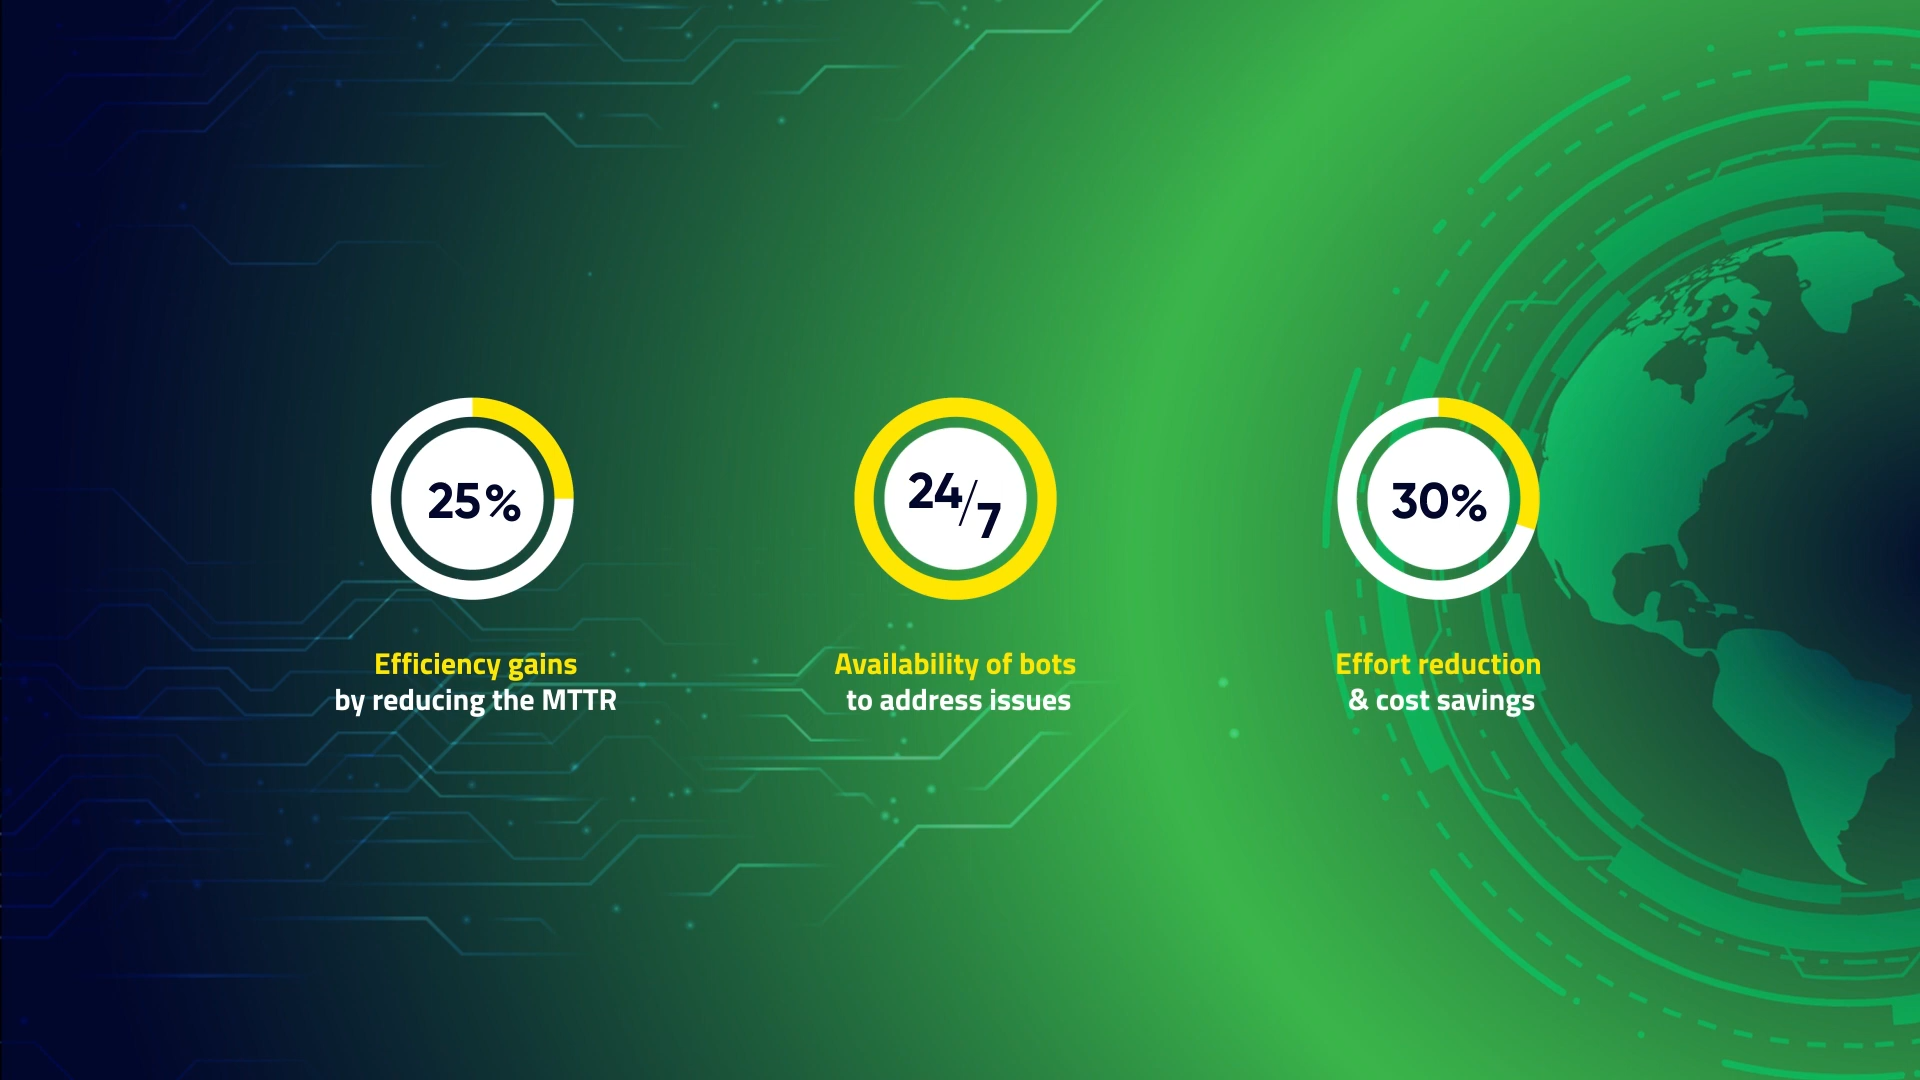 25%
Efficiency gains
by reducing the MTTR
24/7
Availability of bots
to address issues
30%
Effort reduction
& cost savings